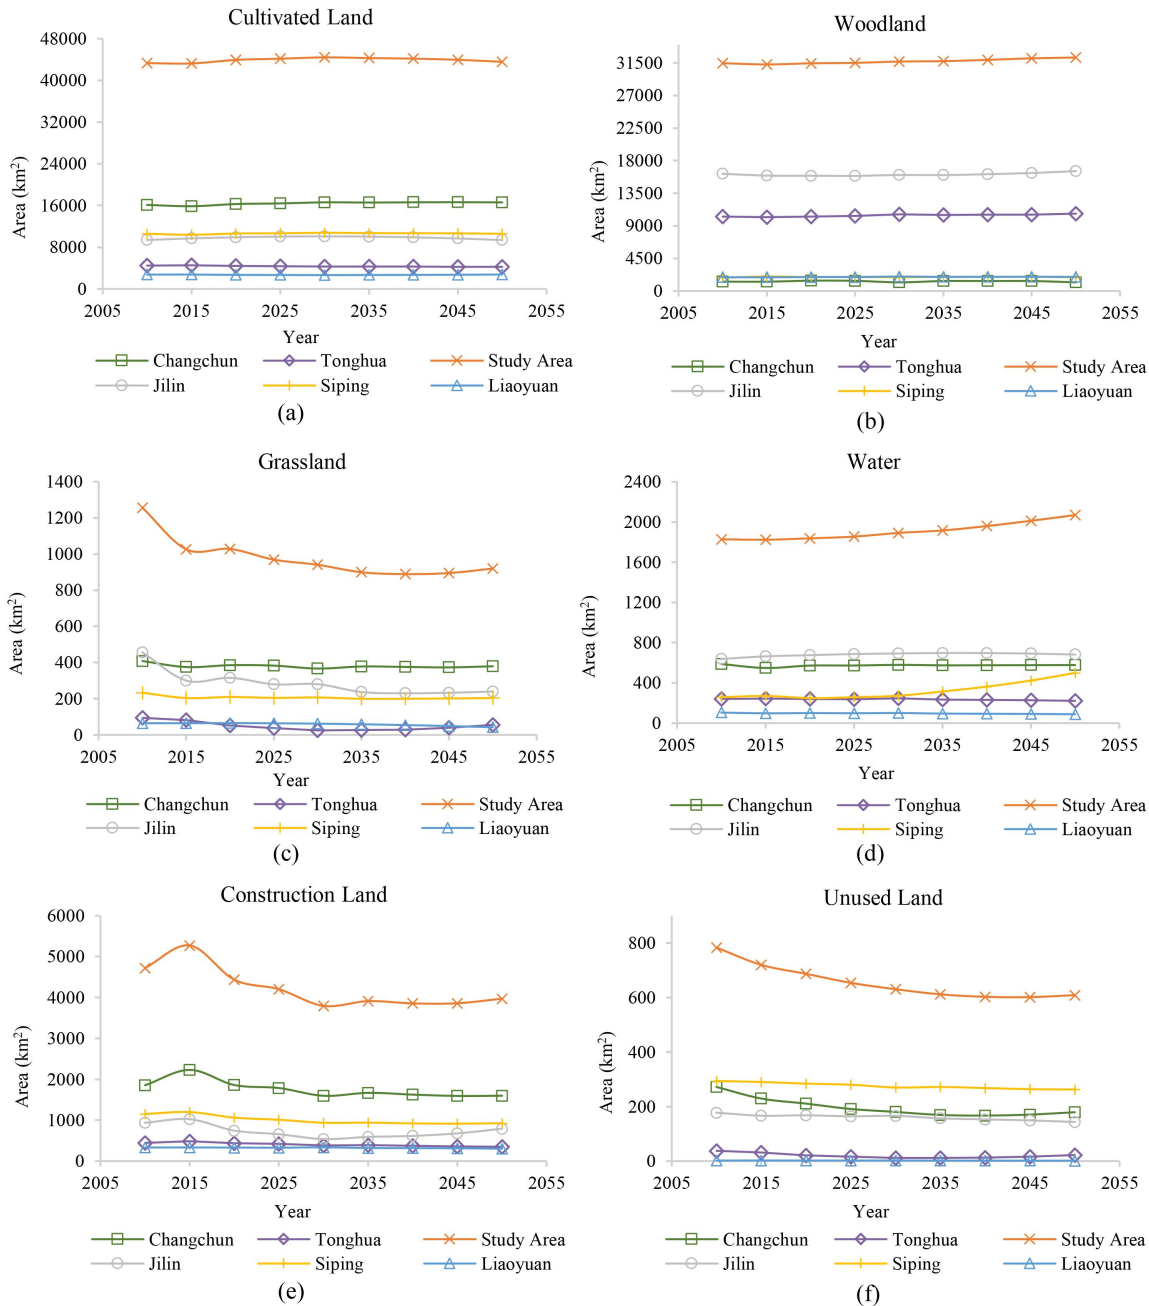 Cultivated Land
48000
40000
32000
24000
16000
8000
0
Area (km²)
2005 2015 2025 2035 2045 2055
Year
Changchun Tonghua Study Area
Jilin Siping Liaoyuan
(a)
Woodland
31500
27000
22500
18000
13500
9000
4500
0
Area (km²)
2005 2015 2025 2035 2045 2055
Year
Changchun Tonghua Study Area
Jilin Siping Liaoyuan
(b)
Grassland
1400
1200
1000
800
600
400
200
0
Area (km²)
2005 2015 2025 2035 2045 2055
Year
Changchun Tonghua Study Area
Jilin Siping Liaoyuan
(c)
Water
2400
2000
1600
1200
800
400
0
Area (km²)
2005 2015 2025 2035 2045 2055
Year
Changchun Tonghua Study Area
Jilin Siping Liaoyuan
(d)
Construction Land
6000
5000
4000
3000
2000
1000
0
Area (km²)
2005 2015 2025 2035 2045 2055
Year
Changchun Tonghua Study Area
Jilin Siping Liaoyuan
(e)
Unused Land
800
600
400
200
0
Area (km²)
2005 2015 2025 2035 2045 2055
Year
Changchun Tonghua Study Area
Jilin Siping Liaoyuan
(f)